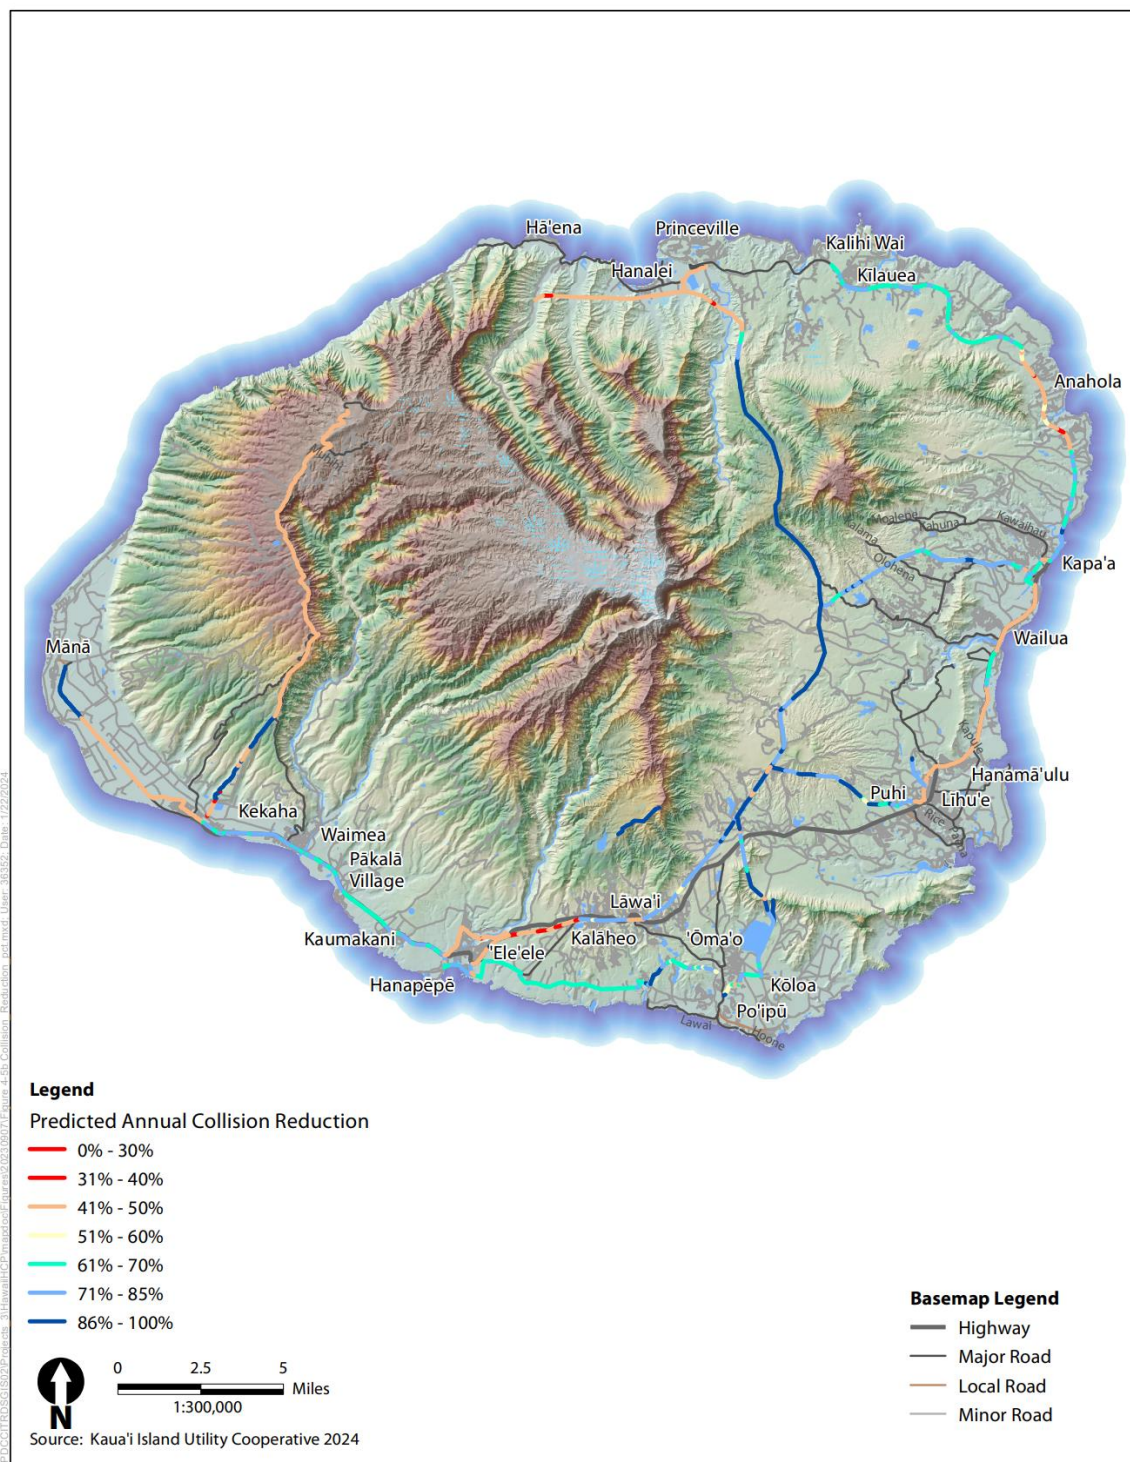 Hā'ena
Princeville
Kalihi Wai
Hanalei
Kīlauea
Anahola
Moalepe
Kahuna
Kawaihau
Kalama
Olohena
Kapa'a
Wailua
Mānā
Kapule
Hanamā'ulu
Puhi
Līhu'e
Rice
Kekaha
Waimea
Pākalā
Village
Lāwa'i
Kaumakani
'Ele'ele
Kalāheo
'Ōma'o
Hanapēpē
Kōloa
Po'ipū
Lawai
Hoone
Legend
Predicted Annual Collision Reduction
0% - 30%
31% - 40%
41% - 50%
51% - 60%
61% - 70%
71% - 85%
86% - 100%
N
0 2.5 5
Miles
1:300,000
Source: Kaua'i Island Utility Cooperative 2024
Basemap Legend
Highway
Major Road
Local Road
Minor Road